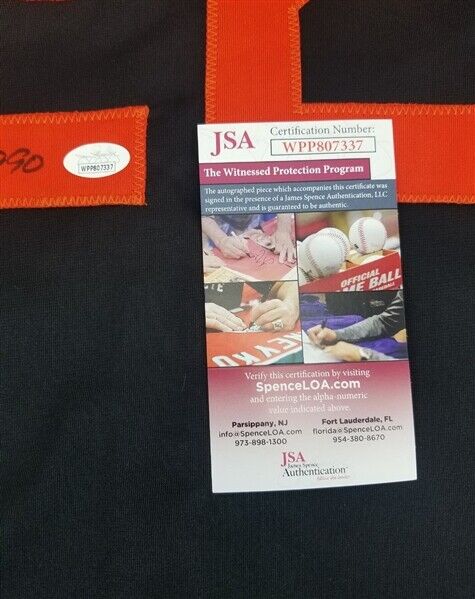 090
WPP807337
JSA
Certification Number:
WPP807337
The Witnessed Protection Program
The autographed piece which accompanies this certificate was
signed in the presence of a James Spence Authentication, LLC
representative and is guaranteed to be authentic.
OFFICIAL
ME BALL
Verify this certification by visiting
SpenceLOA.com
and entering the alpha-numeric
value indicated above.
Parsippany, NJ
info@SpenceLOA.com
973-898-1300
Fort Lauderdale, FL
florida@SpenceLOA.com
954-380-8670
JSA
James Spence
Authentication